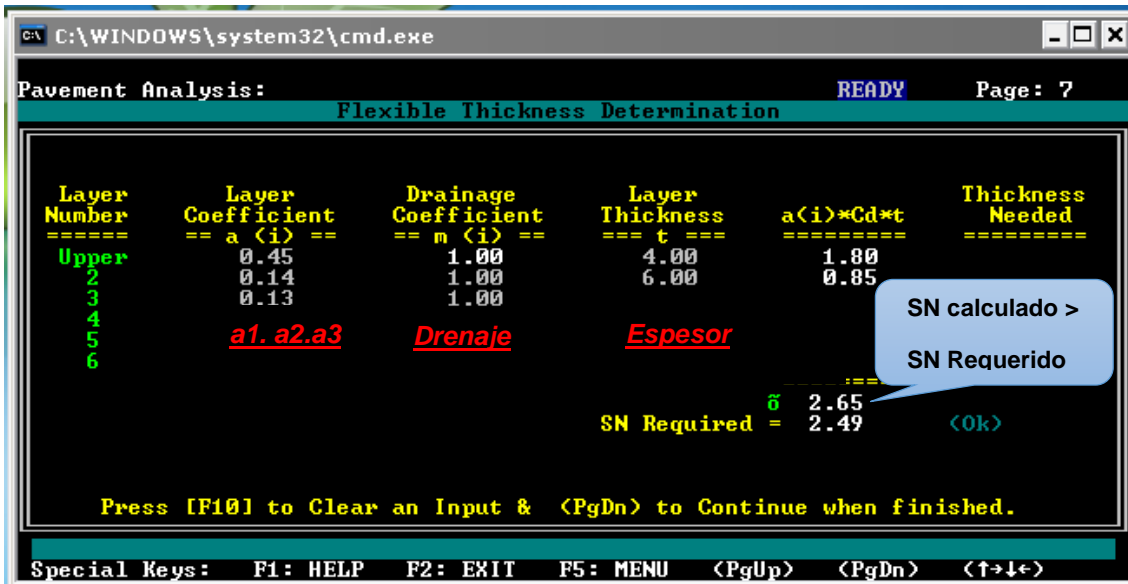 C:\WINDOWS\system32\cmd.exe
Pavement Analysis: READY Page: 7
Flexible Thickness Determination
Layer Layer Drainage Layer Thickness
Number Coefficient Coefficient Thickness a(i)*Cd*t Needed
====== == a (i) == == m (i) == === t === ========= =========
Upper 0.45 1.00 4.00 1.80
2 0.14 1.00 6.00 0.85
3 0.13 1.00
4
5 a1. a2.a3 Drenaje Espesor
6
SN calculado >
SN Requerido
õ 2.65
SN Required = 2.49 (Ok)
Press [F10] to Clear an Input & (PgDn) to Continue when finished.
Special Keys: F1: HELP F2: EXIT F5: MENU (PgUp) (PgDn) (↑→↓←)